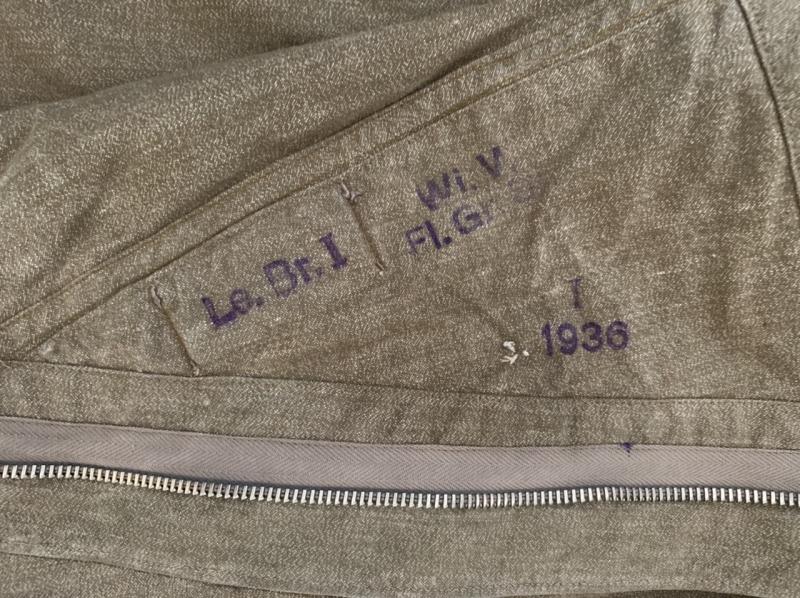 Wi. V
Fl. Gr.
Le. Dr. I
I
1936